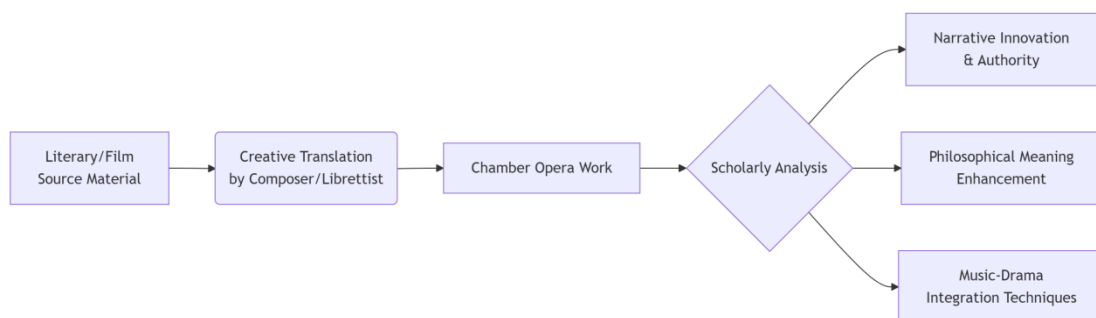 Literary/Film
Source Material
Creative Translation
by Composer/Librettist
Chamber Opera Work
Scholarly Analysis
Narrative Innovation
& Authority
Philosophical Meaning
Enhancement
Music-Drama
Integration Techniques